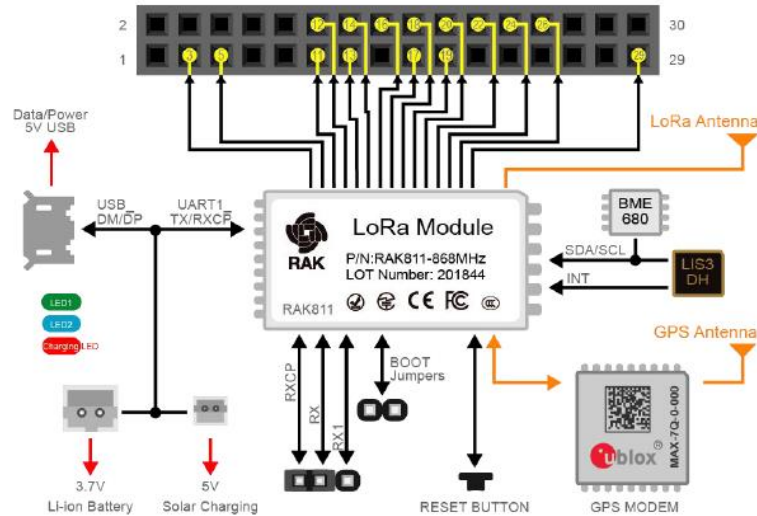 2
12
14
16
18
20
22
24
26
30
1
3
5
11
13
17
19
29
29
Data/Power
5V USB
LoRa Antenna
USB
DM/DP
UART1
TX/RXCP
BME
680
LoRa Module
P/N:RAK811-868MHz
LOT Number: 201844
RAK
RAK811
CE FC
SDA/SCL
INT
LIS3
DH
LED1
LED2
Charging LED
GPS Antenna
RXCP
RX
RX1
BOOT
Jumpers
MAX-7Q-0-000
ublox®
3.7V
Li-ion Battery
5V
Solar Charging
RESET BUTTON
GPS MODEM